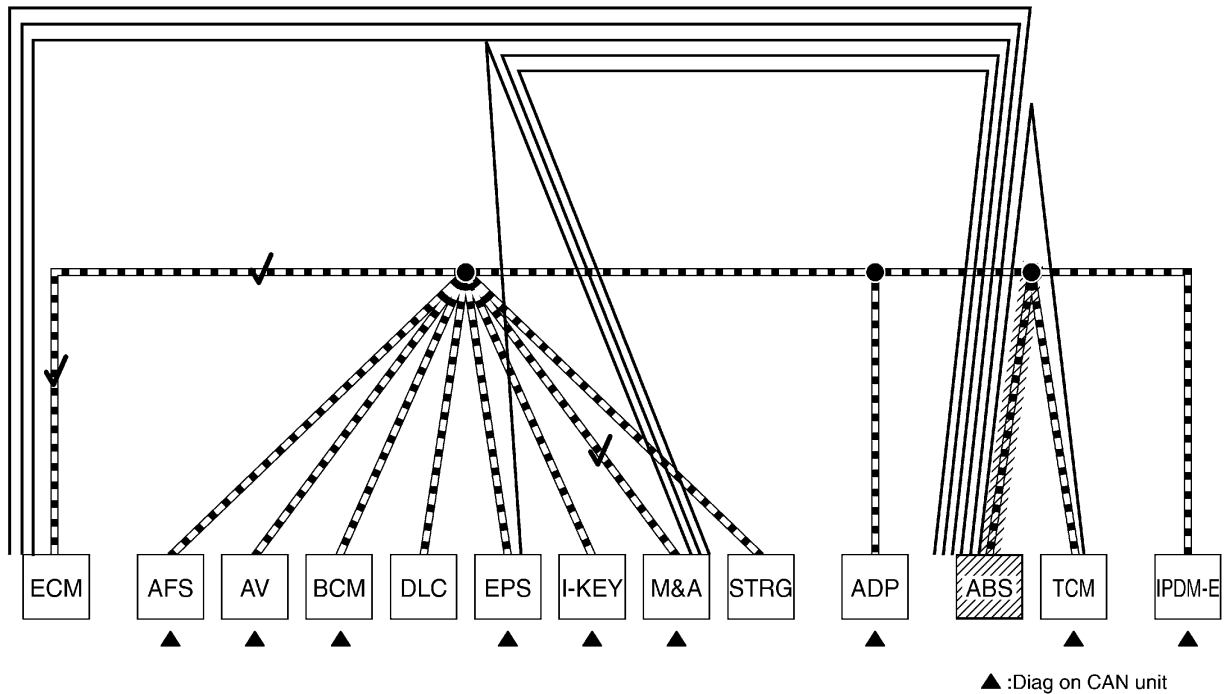 ECM AFS AV BCM DLC EPS I-KEY M&A STRG ADP ABS TCM IPDM-E
▲ :Diag on CAN unit